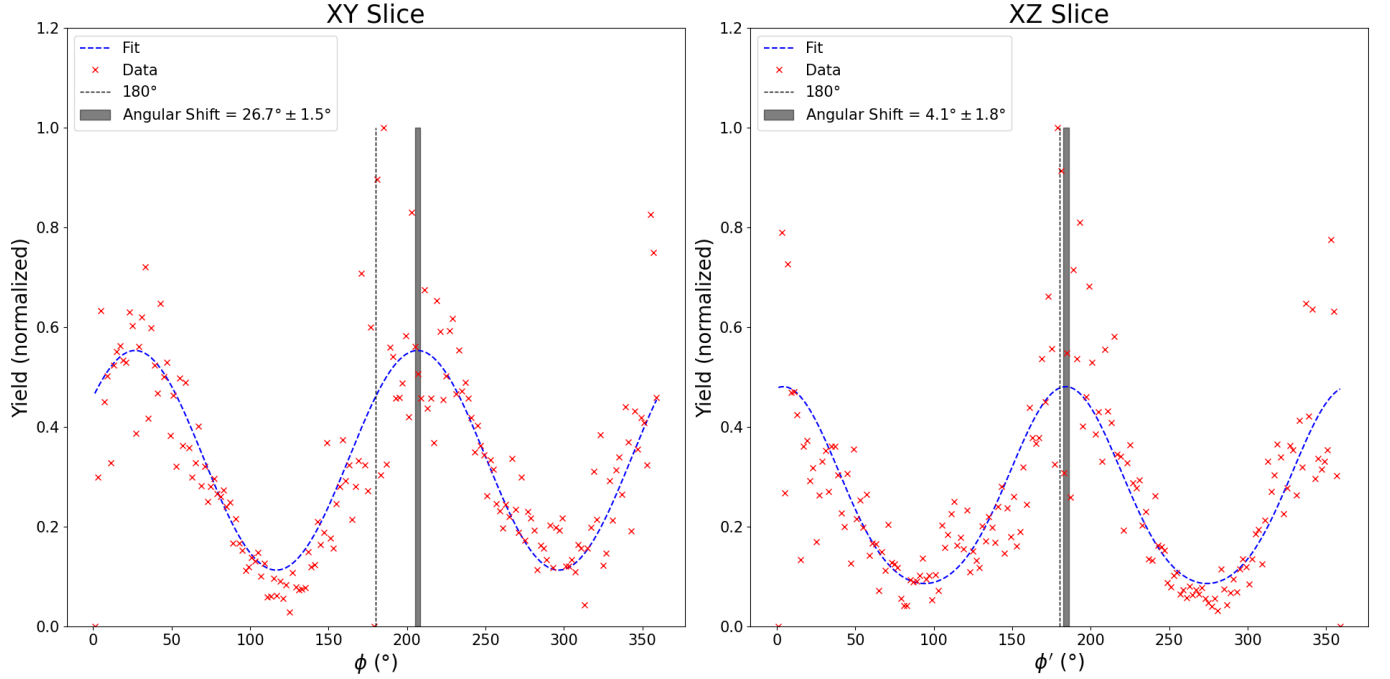 XY Slice
1.2
1.0
0.8
0.6
0.4
0.2
0.0
Yield (normalized)
Fit
Data
180°
Angular Shift = 26.7° ± 1.5°
0 50 100 150 200 250 300 350
ϕ (°)
XZ Slice
1.2
1.0
0.8
0.6
0.4
0.2
0.0
Yield (normalized)
Fit
Data
180°
Angular Shift = 4.1° ± 1.8°
0 50 100 150 200 250 300 350
ϕ′ (°)